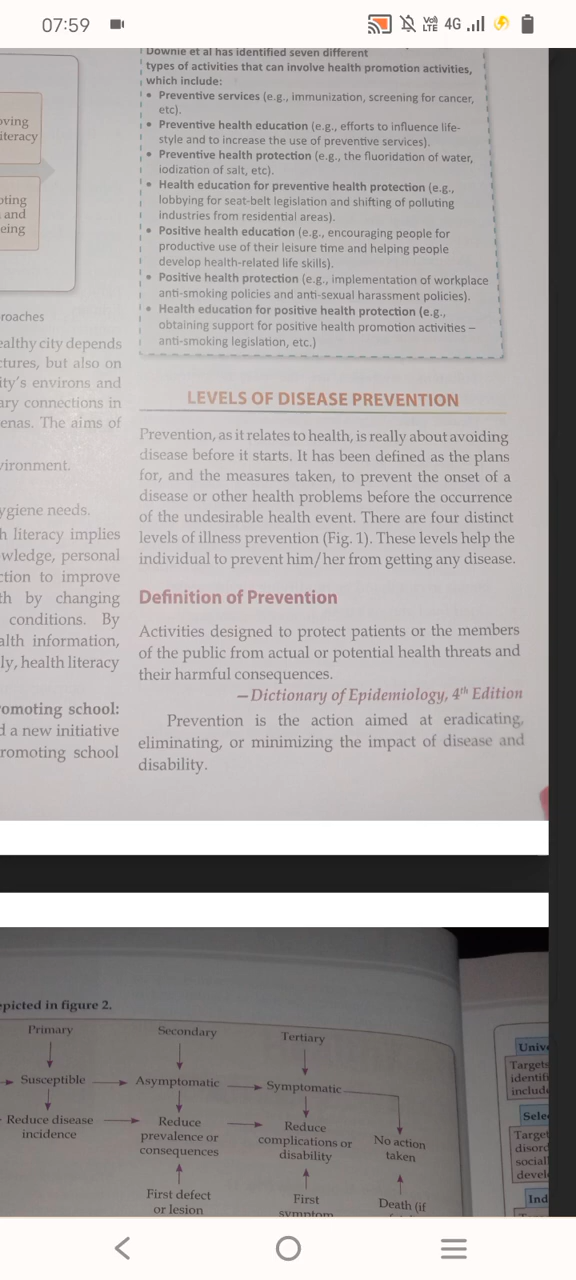 07:59
Vo)
LTE
4G
oving
iteracy
oting
and
eing
roaches
ealthy city depends
ctures, but also on
ity's environs and
ary connections in
enas. The aims of
vironment.
ygiene needs.
h literacy implies
wledge, personal
ction to improve
th by changing
conditions. By
alth information,
ly, health literacy
omoting school:
d a new initiative
romoting school
Downie et al has identified seven different
types of activities that can involve health promotion activities,
which include:
• Preventive services (e.g., immunization, screening for cancer,
etc).
• Preventive health education (e.g., efforts to influence life-
style and to increase the use of preventive services).
• Preventive health protection (e.g., the fluoridation of water,
iodization of salt, etc).
• Health education for preventive health protection (e.g.,
lobbying for seat-belt legislation and shifting of polluting
industries from residential areas).
• Positive health education (e.g., encouraging people for
productive use of their leisure time and helping people
develop health-related life skills).
• Positive health protection (e.g., implementation of workplace
anti-smoking policies and anti-sexual harassment policies).
• Health education for positive health protection (e.g.,
obtaining support for positive health promotion activities –
anti-smoking legislation, etc.)
LEVELS OF DISEASE PREVENTION
Prevention, as it relates to health, is really about avoiding
disease before it starts. It has been defined as the plans
for, and the measures taken, to prevent the onset of a
disease or other health problems before the occurrence
of the undesirable health event. There are four distinct
levels of illness prevention (Fig. 1). These levels help the
individual to prevent him/her from getting any disease.
Definition of Prevention
Activities designed to protect patients or the members
of the public from actual or potential health threats and
their harmful consequences.
—Dictionary of Epidemiology, 4th Edition
Prevention is the action aimed at eradicating,
eliminating, or minimizing the impact of disease and
disability.
epicted in figure 2.
Primary
Secondary
Tertiary
Susceptible
Asymptomatic
Symptomatic
Reduce disease
incidence
Reduce
prevalence or
consequences
Reduce
complications or
disability
No action
taken
First defect
or lesion
First
symptom
Death (if
Unive
Targets
identifi
include
Sele
Target
disord
social
devel
Ind